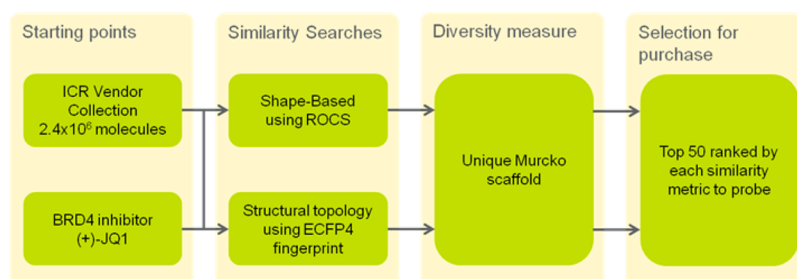 Starting points
ICR Vendor
Collection
2.4x10⁶ molecules
BRD4 inhibitor
(+)-JQ1
Similarity Searches
Shape-Based
using ROCS
Structural topology
using ECFP4
fingerprint
Diversity measure
Unique Murcko
scaffold
Selection for
purchase
Top 50 ranked by
each similarity
metric to probe